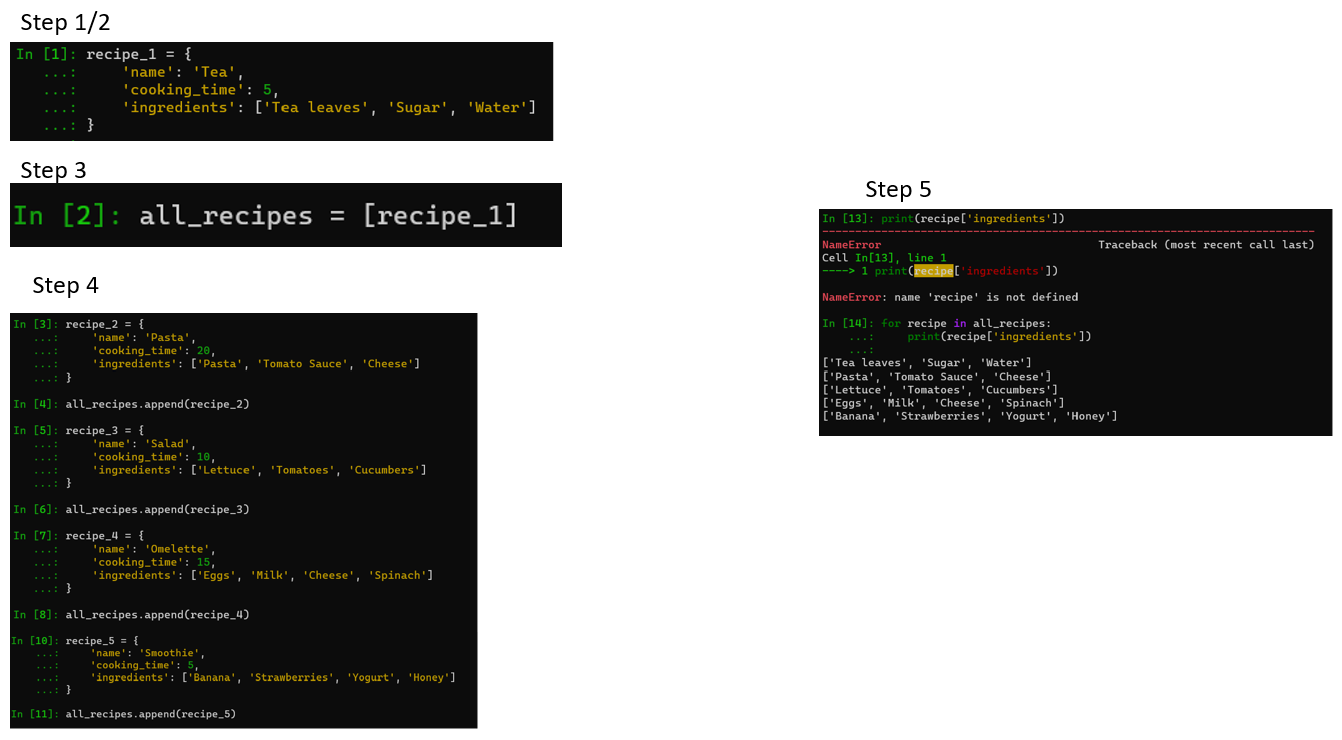 Step 1/2
In [1]: recipe_1 = {
   ...:     'name': 'Tea',
   ...:     'cooking_time': 5,
   ...:     'ingredients': ['Tea leaves', 'Sugar', 'Water']
   ...: }
Step 3
In [2]: all_recipes = [recipe_1]
Step 4
In [3]: recipe_2 = {
   ...:     'name': 'Pasta',
   ...:     'cooking_time': 20,
   ...:     'ingredients': ['Pasta', 'Tomato Sauce', 'Cheese']
   ...: }
In [4]: all_recipes.append(recipe_2)
In [5]: recipe_3 = {
   ...:     'name': 'Salad',
   ...:     'cooking_time': 10,
   ...:     'ingredients': ['Lettuce', 'Tomatoes', 'Cucumbers']
   ...: }
In [6]: all_recipes.append(recipe_3)
In [7]: recipe_4 = {
   ...:     'name': 'Omelette',
   ...:     'cooking_time': 15,
   ...:     'ingredients': ['Eggs', 'Milk', 'Cheese', 'Spinach']
   ...: }
In [8]: all_recipes.append(recipe_4)
In [10]: recipe_5 = {
    ...:     'name': 'Smoothie',
    ...:     'cooking_time': 5,
    ...:     'ingredients': ['Banana', 'Strawberries', 'Yogurt', 'Honey']
    ...: }
In [11]: all_recipes.append(recipe_5)
Step 5
In [13]: print(recipe['ingredients'])
---------------------------------------------------------------------------
NameError                                 Traceback (most recent call last)
Cell In[13], line 1
----> 1 print(recipe['ingredients'])
NameError: name 'recipe' is not defined
In [14]: for recipe in all_recipes:
    ...:     print(recipe['ingredients'])
    ...:
['Tea leaves', 'Sugar', 'Water']
['Pasta', 'Tomato Sauce', 'Cheese']
['Lettuce', 'Tomatoes', 'Cucumbers']
['Eggs', 'Milk', 'Cheese', 'Spinach']
['Banana', 'Strawberries', 'Yogurt', 'Honey']